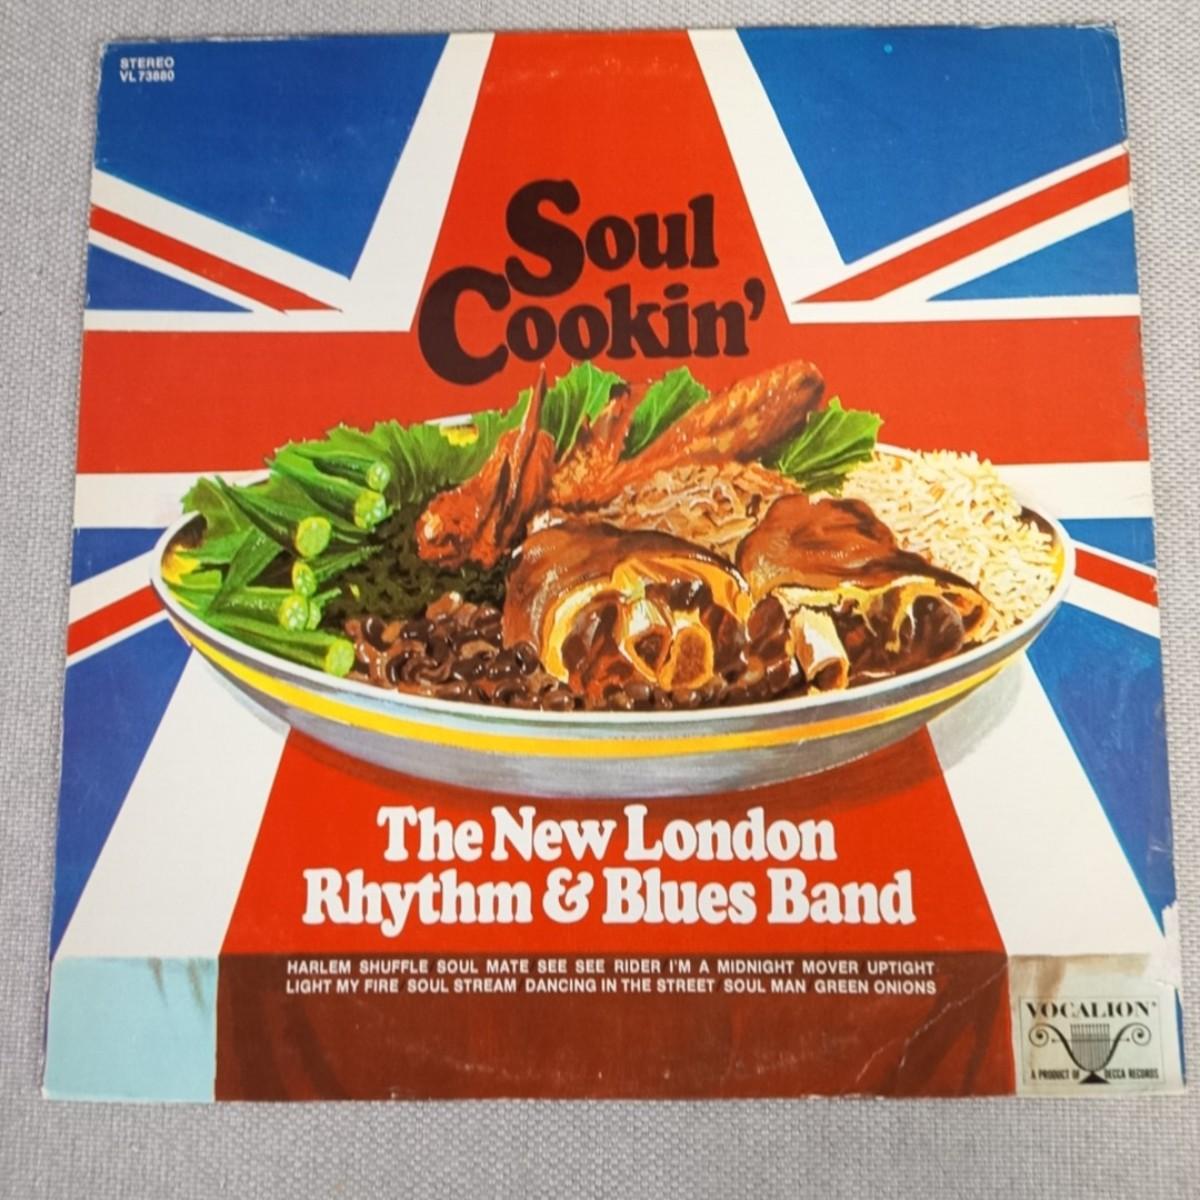 STEREO
VL 73880
Soul
Cookin'
The New London
Rhythm & Blues Band
HARLEM SHUFFLE SOUL MATE SEE SEE RIDER I'M A MIDNIGHT MOVER UPTIGHT
LIGHT MY FIRE SOUL STREAM DANCING IN THE STREET SOUL MAN GREEN ONIONS
VOCALION
A PRODUCT OF DECCA RECORDS